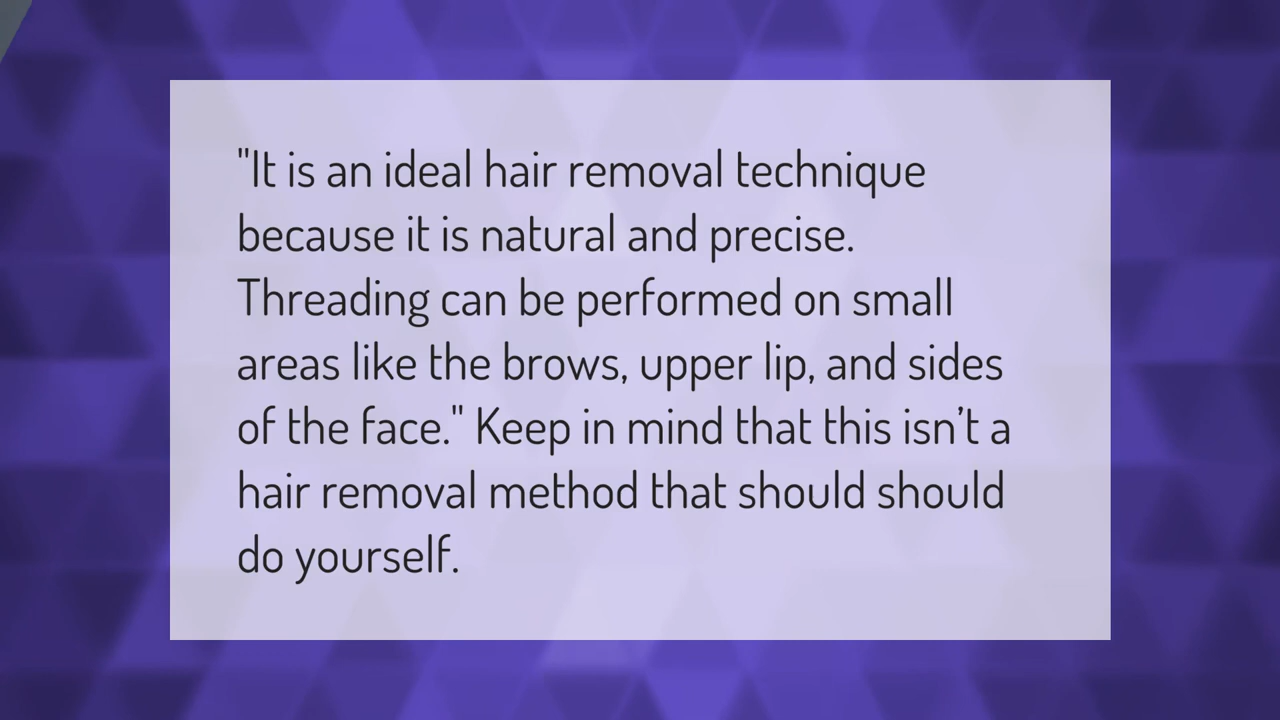 "It is an ideal hair removal technique
because it is natural and precise.
Threading can be performed on small
areas like the brows, upper lip, and sides
of the face." Keep in mind that this isn’t a
hair removal method that should should
do yourself.